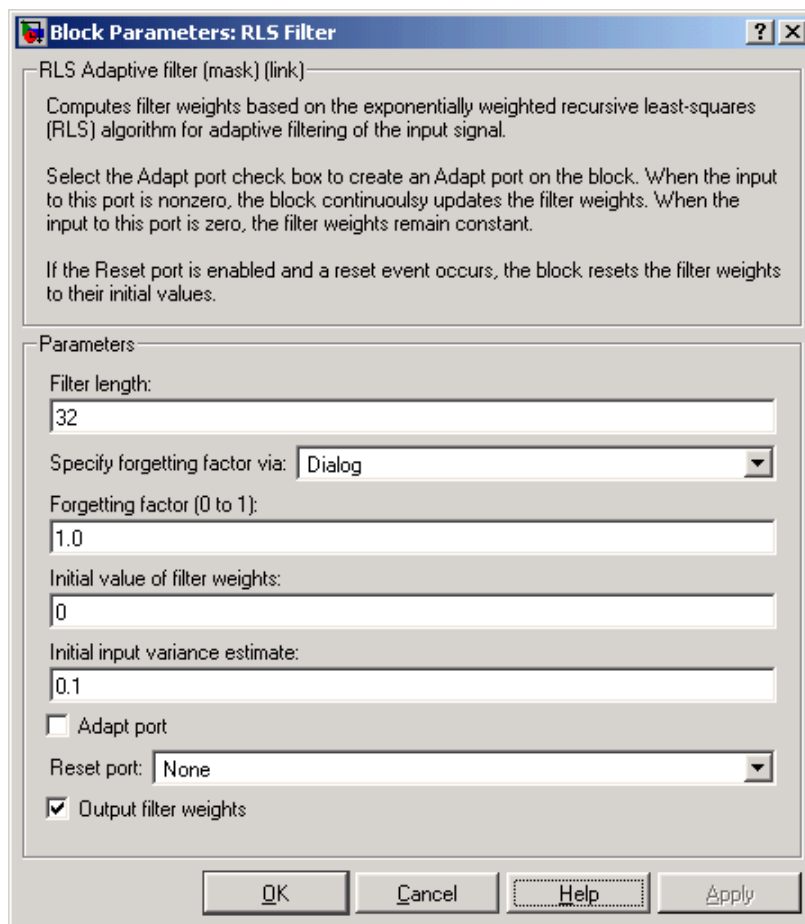 Block Parameters: RLS Filter
RLS Adaptive filter (mask) (link)
Computes filter weights based on the exponentially weighted recursive least-squares
(RLS) algorithm for adaptive filtering of the input signal.
Select the Adapt port check box to create an Adapt port on the block. When the input
to this port is nonzero, the block continuoulsy updates the filter weights. When the
input to this port is zero, the filter weights remain constant.
If the Reset port is enabled and a reset event occurs, the block resets the filter weights
to their initial values.
Parameters
Filter length:
32
Specify forgetting factor via: Dialog
Forgetting factor (0 to 1):
1.0
Initial value of filter weights:
0
Initial input variance estimate:
0.1
Adapt port
Reset port: None
Output filter weights
OK Cancel Help Apply